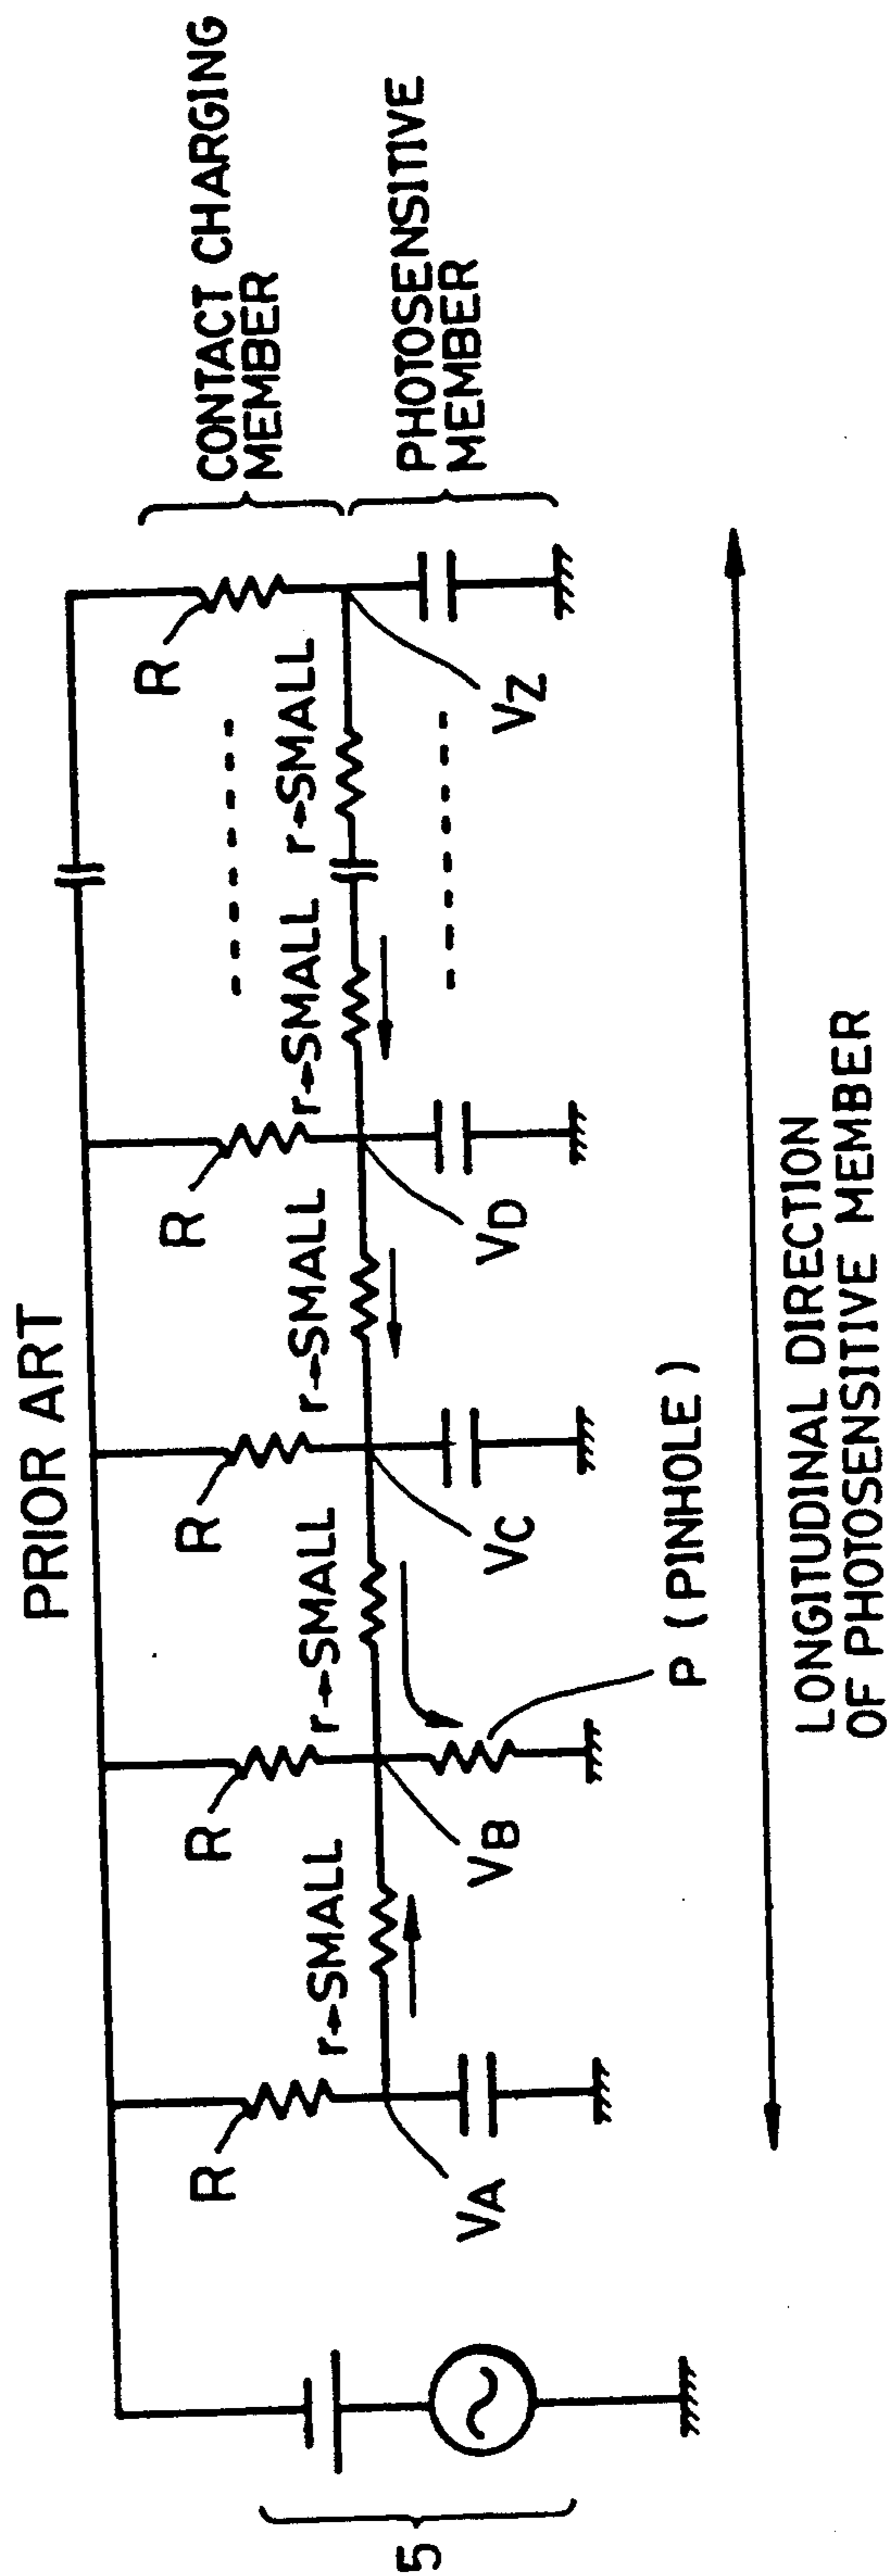 PRIOR ART
CONTACT CHARGING
MEMBER
PHOTOSENSITIVE
MEMBER
R
R
R
R
R
r→SMALL
r→SMALL
r→SMALL
r→SMALL
r→SMALL
VA
VB
VC
VD
VZ
P (PINHOLE)
5
LONGITUDINAL DIRECTION
OF PHOTOSENSITIVE MEMBER